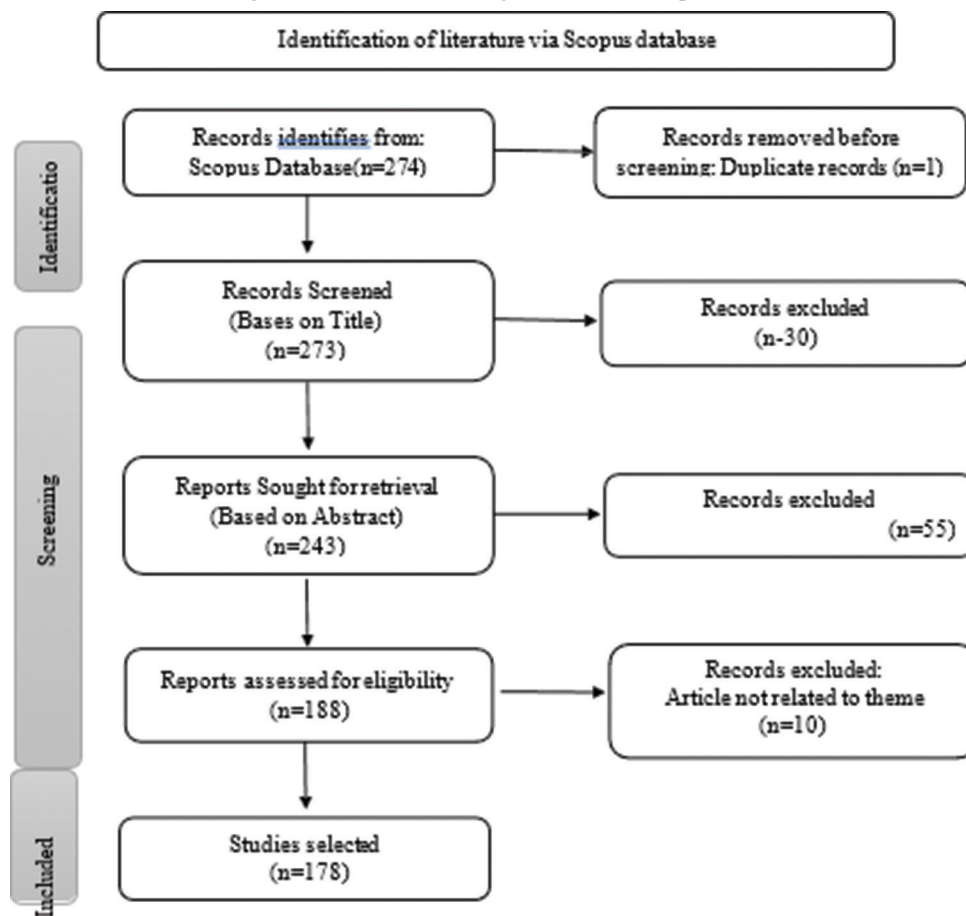 Identification of literature via Scopus database
Records identifies from:
Scopus Database(n=274)
Records removed before
screening: Duplicate records (n=1)
Identificatio
Records Screened
(Bases on Title)
(n=273)
Records excluded
(n-30)
Screening
Reports Sought for retrieval
(Based on Abstract)
(n=243)
Records excluded
(n=55)
Reports assessed for eligibility
(n=188)
Records excluded:
Article not related to theme
(n=10)
Included
Studies selected
(n=178)